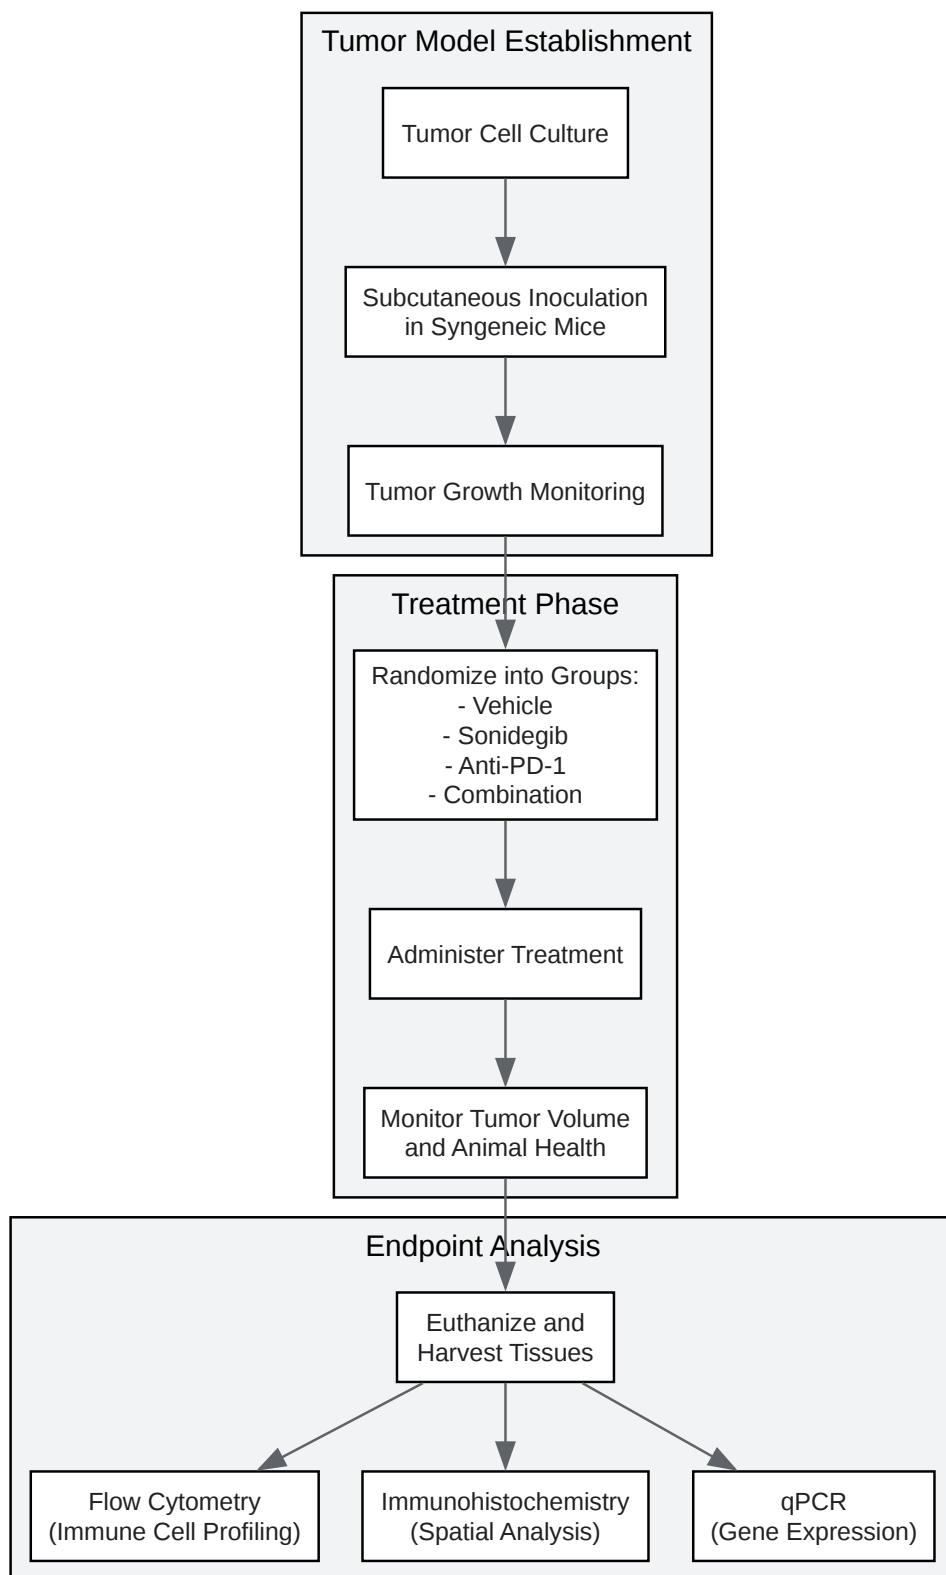 Tumor Model Establishment
Tumor Cell Culture
Subcutaneous Inoculation
in Syngeneic Mice
Tumor Growth Monitoring
Treatment Phase
Randomize into Groups:
- Vehicle
- Sonidegib
- Anti-PD-1
- Combination
Administer Treatment
Monitor Tumor Volume
and Animal Health
Endpoint Analysis
Euthanize and
Harvest Tissues
Flow Cytometry
(Immune Cell Profiling)
Immunohistochemistry
(Spatial Analysis)
qPCR
(Gene Expression)